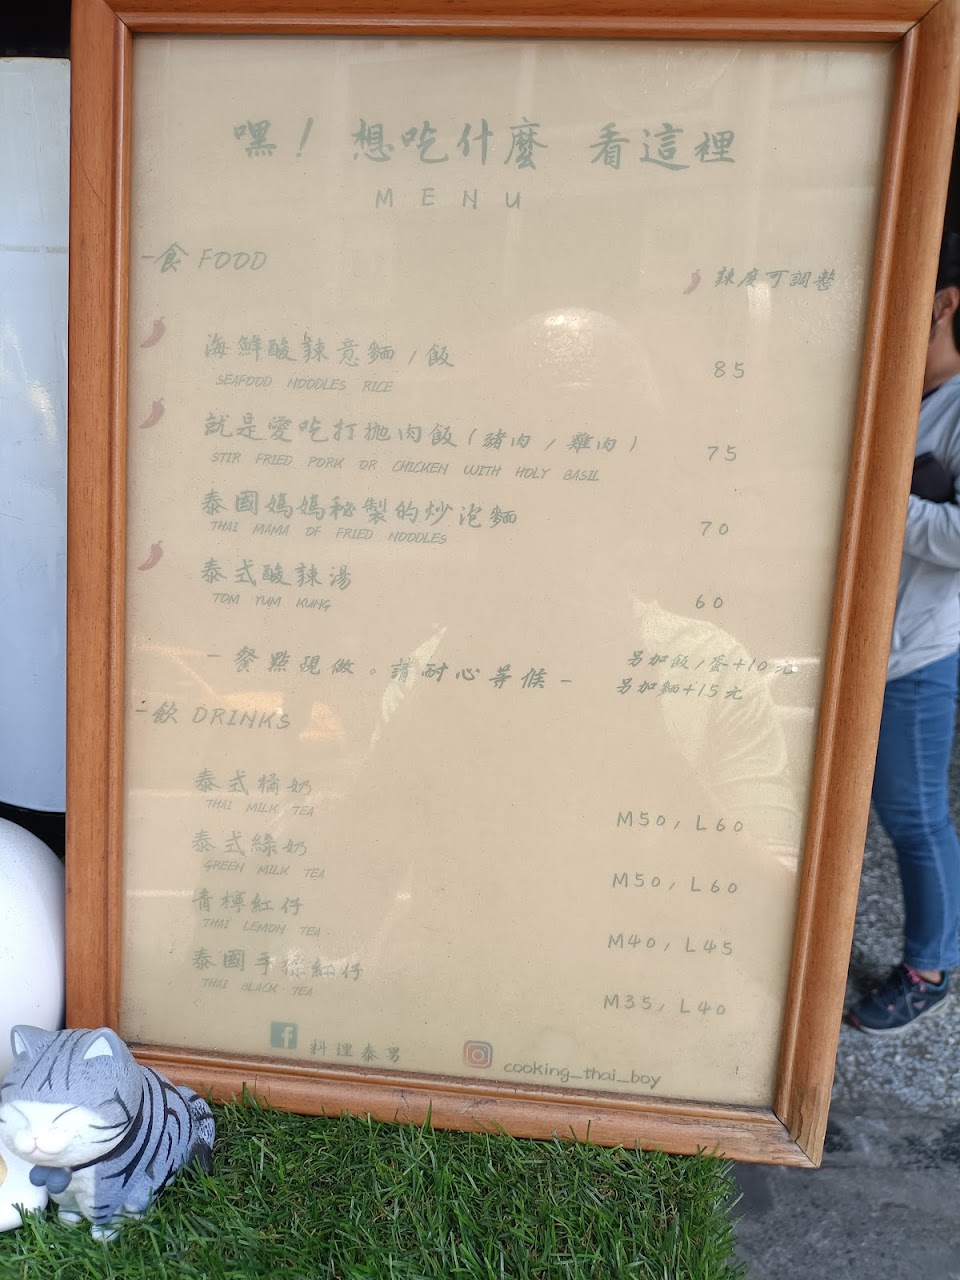 嘿！ 想吃什麼 看這裡
MENU
-食 FOOD
辣度可調整
海鮮酸辣意麵/飯 85
SEAFOOD NOODLES RICE
就是愛吃打拋肉飯(豬肉/雞肉) 75
STIR FRIED PORK OR CHICKEN WITH HOLY BASIL
泰國媽媽秘製的炒泡麵 70
THAI MAMA OF FRIED NOODLES
泰式酸辣湯 60
TOM YUM KUNG
-餐點現做。請耐心等候-
另加飯/蛋+10元
另加麵+15元
-飲 DRINKS
泰式橘奶 M50/L60
THAI MILK TEA
泰式綠奶 M50/L60
GREEN MILK TEA
青檸紅仔 M40/L45
THAI LEMON TEA
泰國手標紅仔 M35/L40
THAI BLACK TEA
料理泰男
cooking_thai_boy